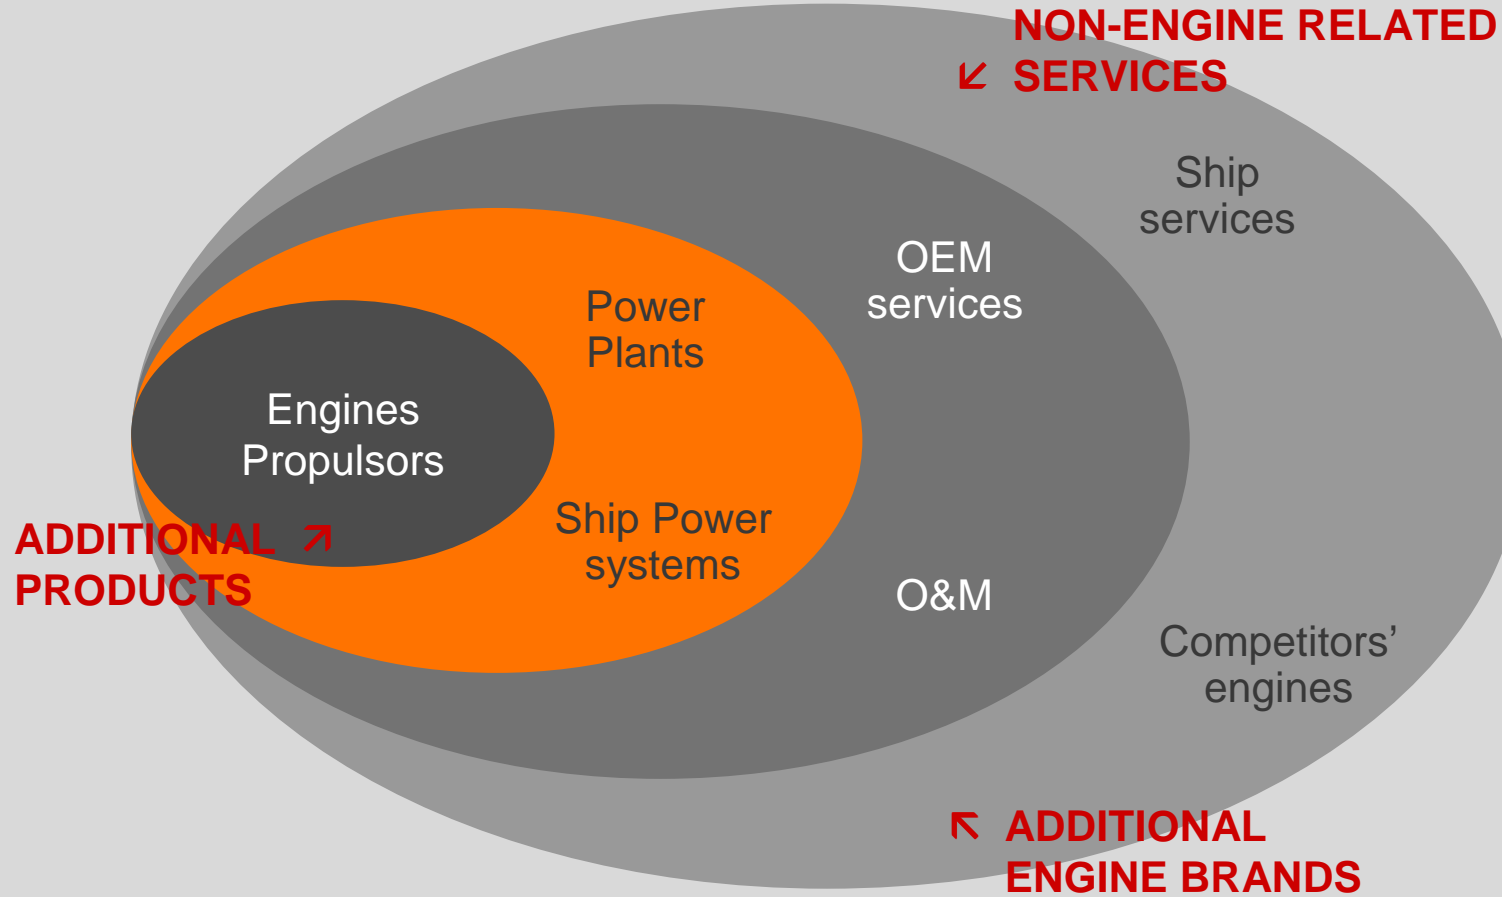 NON-ENGINE RELATED
↙ SERVICES
Ship
services
OEM
services
Power
Plants
Engines
Propulsors
Ship Power
systems
ADDITIONAL ↗
PRODUCTS
O&M
Competitors’
engines
↖ ADDITIONAL
ENGINE BRANDS